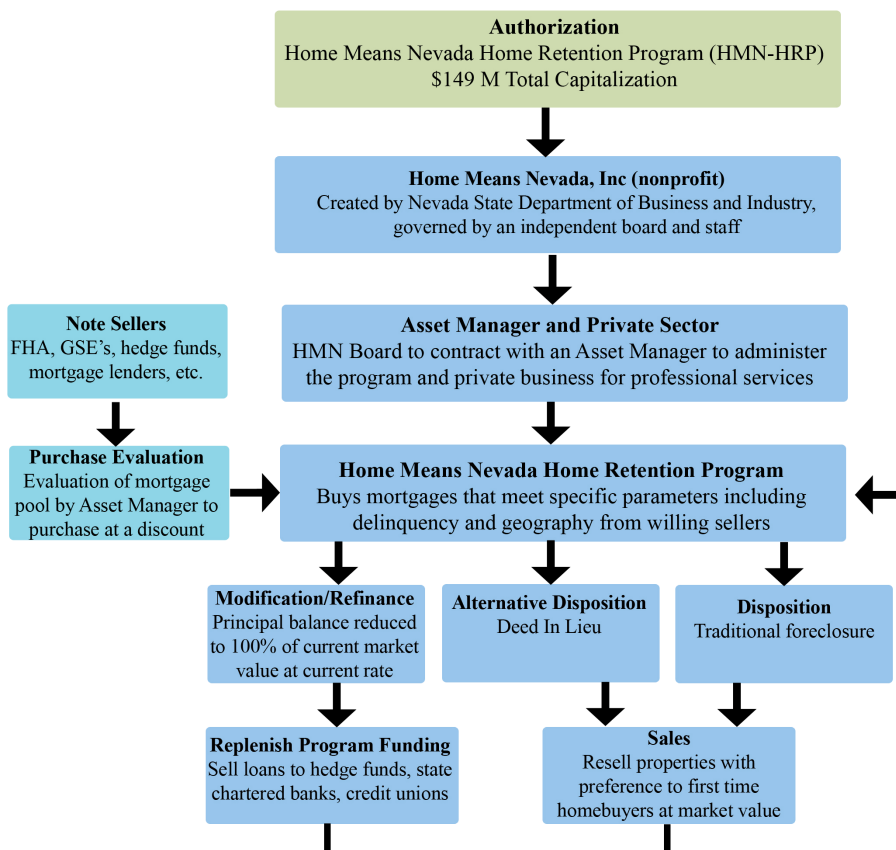 Authorization
Home Means Nevada Home Retention Program (HMN-HRP)
$149 M Total Capitalization
Home Means Nevada, Inc (nonprofit)
Created by Nevada State Department of Business and Industry,
governed by an independent board and staff
Note Sellers
FHA, GSE's, hedge funds,
mortgage lenders, etc.
Asset Manager and Private Sector
HMN Board to contract with an Asset Manager to administer
the program and private business for professional services
Purchase Evaluation
Evaluation of mortgage
pool by Asset Manager to
purchase at a discount
Home Means Nevada Home Retention Program
Buys mortgages that meet specific parameters including
delinquency and geography from willing sellers
Modification/Refinance
Principal balance reduced
to 100% of current market
value at current rate
Alternative Disposition
Deed In Lieu
Disposition
Traditional foreclosure
Replenish Program Funding
Sell loans to hedge funds, state
chartered banks, credit unions
Sales
Resell properties with
preference to first time
homebuyers at market value